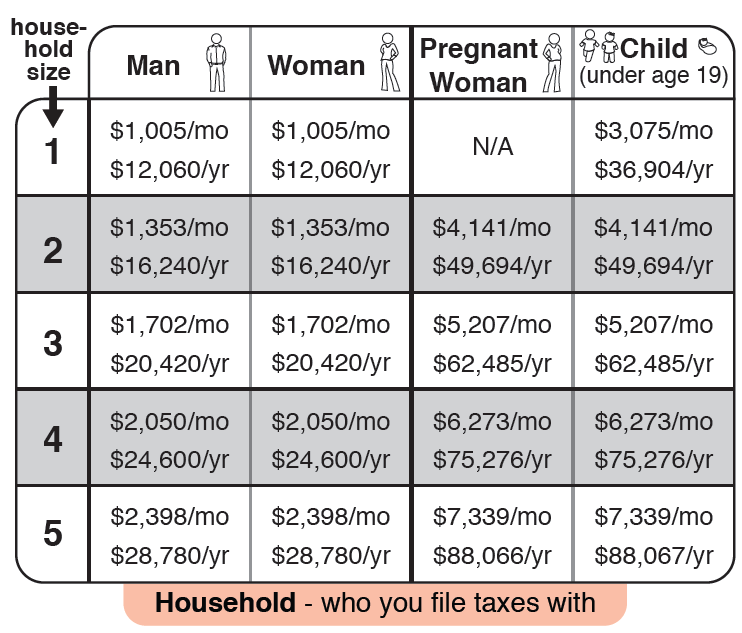 house-
hold
size
Man
Woman
Pregnant
Woman
Child
(under age 19)
1
$1,005/mo
$12,060/yr
$1,005/mo
$12,060/yr
N/A
$3,075/mo
$36,904/yr
2
$1,353/mo
$16,240/yr
$1,353/mo
$16,240/yr
$4,141/mo
$49,694/yr
$4,141/mo
$49,694/yr
3
$1,702/mo
$20,420/yr
$1,702/mo
$20,420/yr
$5,207/mo
$62,485/yr
$5,207/mo
$62,485/yr
4
$2,050/mo
$24,600/yr
$2,050/mo
$24,600/yr
$6,273/mo
$75,276/yr
$6,273/mo
$75,276/yr
5
$2,398/mo
$28,780/yr
$2,398/mo
$28,780/yr
$7,339/mo
$88,066/yr
$7,339/mo
$88,067/yr
Household - who you file taxes with